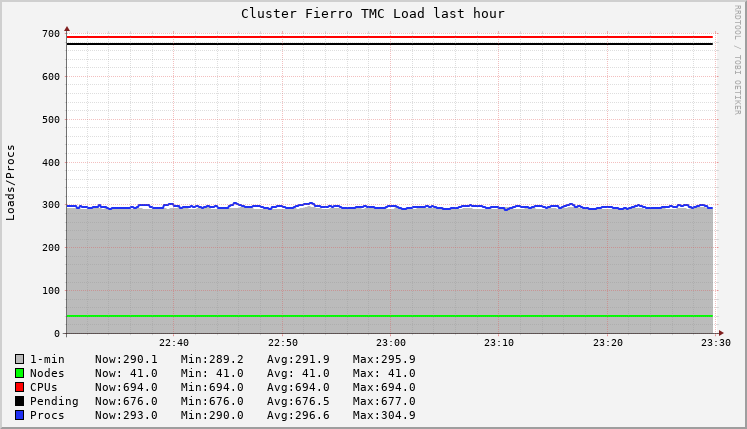 Cluster Fierro TMC Load last hour
RRDTOOL / TOBI OETIKER
Loads/Procs
700
600
500
400
300
200
100
0
22:40 22:50 23:00 23:10 23:20 23:30
1-min Now:290.1 Min:289.2 Avg:291.9 Max:295.9
Nodes Now: 41.0 Min: 41.0 Avg: 41.0 Max: 41.0
CPUs Now:694.0 Min:694.0 Avg:694.0 Max:694.0
Pending Now:676.0 Min:676.0 Avg:676.5 Max:677.0
Procs Now:293.0 Min:290.0 Avg:296.6 Max:304.9